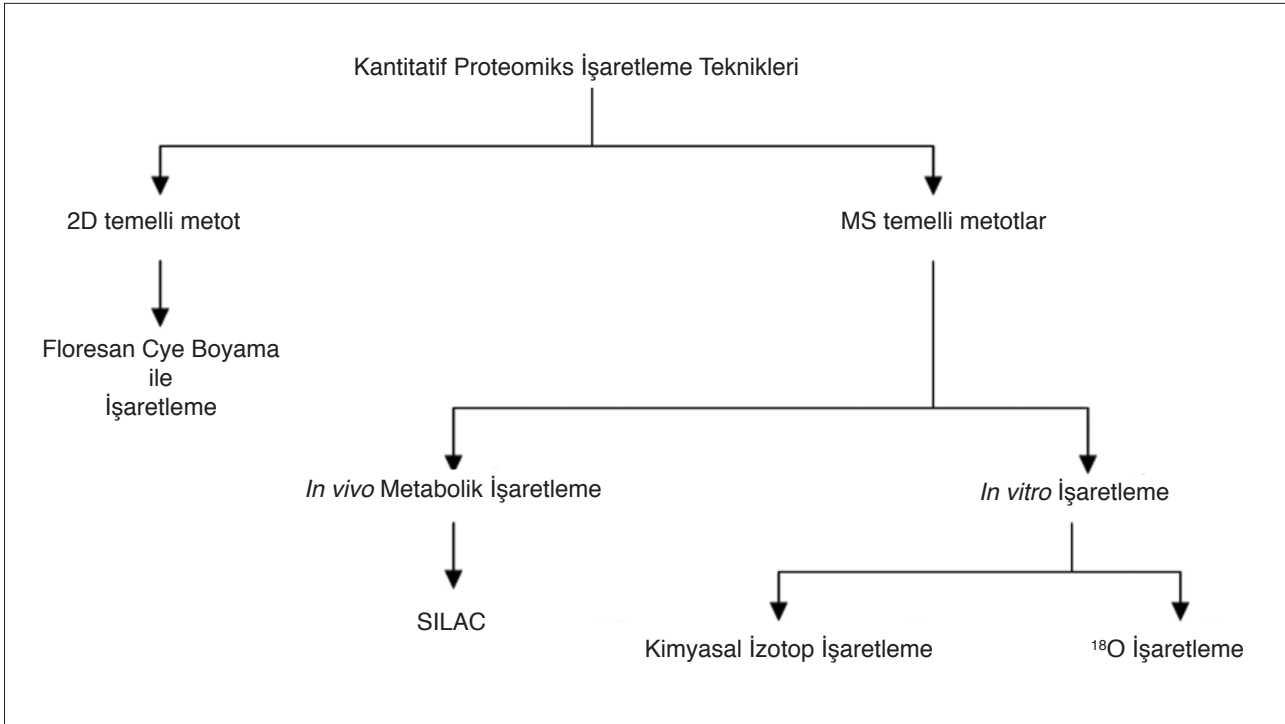 Kantitatif Proteomiks İşaretleme Teknikleri
2D temelli metot
MS temelli metotlar
Floresan Cye Boyama
ile
İşaretleme
In vivo Metabolik İşaretleme
In vitro İşaretleme
SILAC
Kimyasal İzotop İşaretleme
¹⁸O İşaretleme